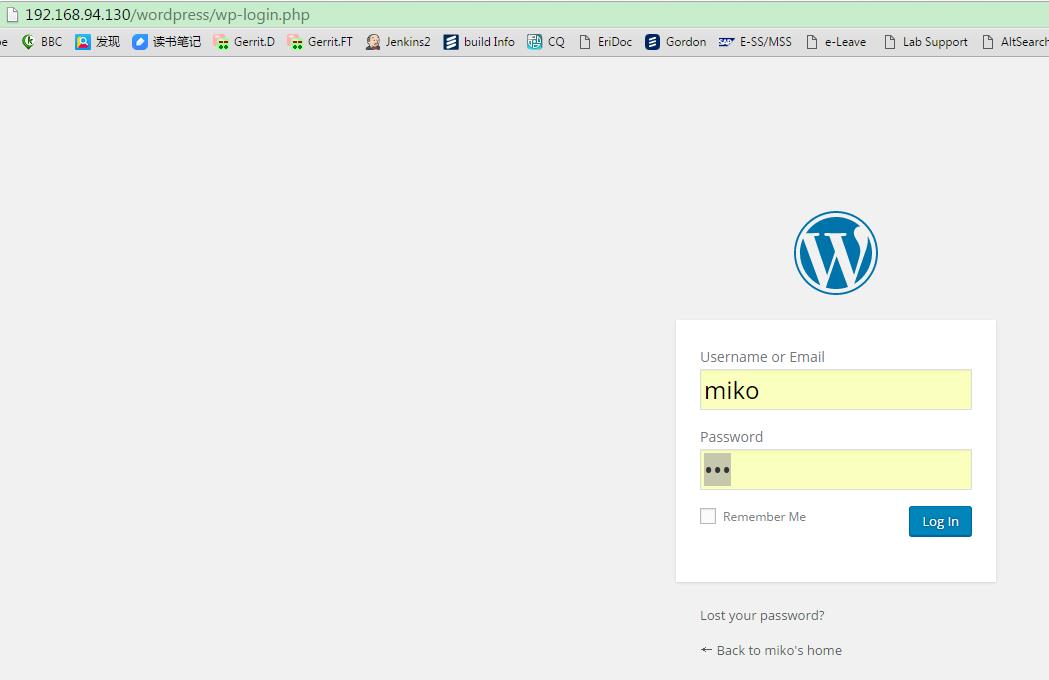 192.168.94.130/wordpress/wp-login.php
BBC 发现 读书笔记 Gerrit.D Gerrit.FT Jenkins2 build Info CQ EriDoc Gordon E-SS/MSS e-Leave Lab Support AltSearch
Username or Email
miko
Password
•••
Remember Me
Log In
Lost your password?
← Back to miko's home